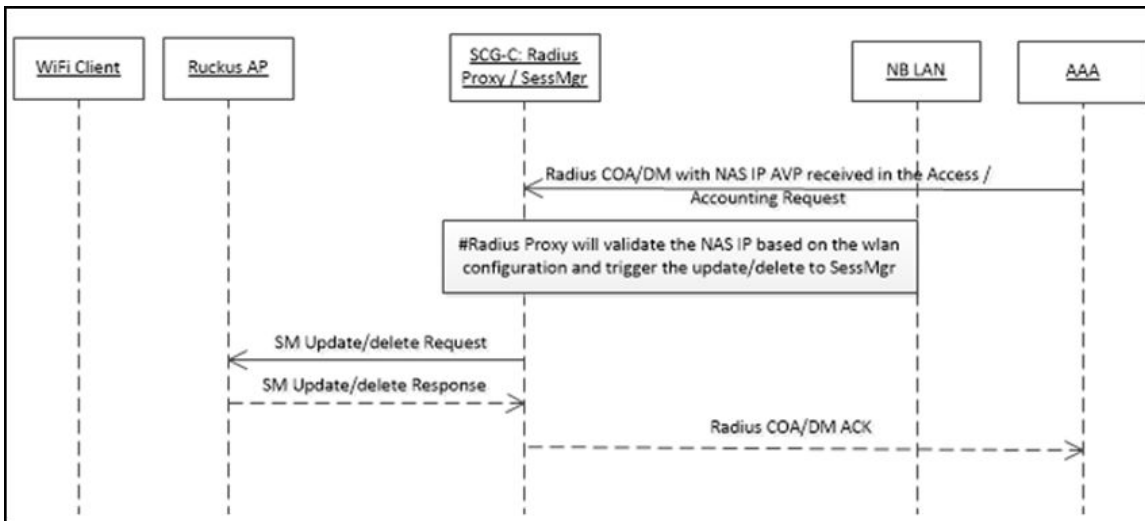 WiFi Client
Ruckus AP
SCG-C: Radius
Proxy / SessMgr
NB LAN
AAA
Radius COA/DM with NAS IP AVP received in the Access /
Accounting Request
#Radius Proxy will validate the NAS IP based on the wlan
configuration and trigger the update/delete to SessMgr
SM Update/delete Request
SM Update/delete Response
Radius COA/DM ACK